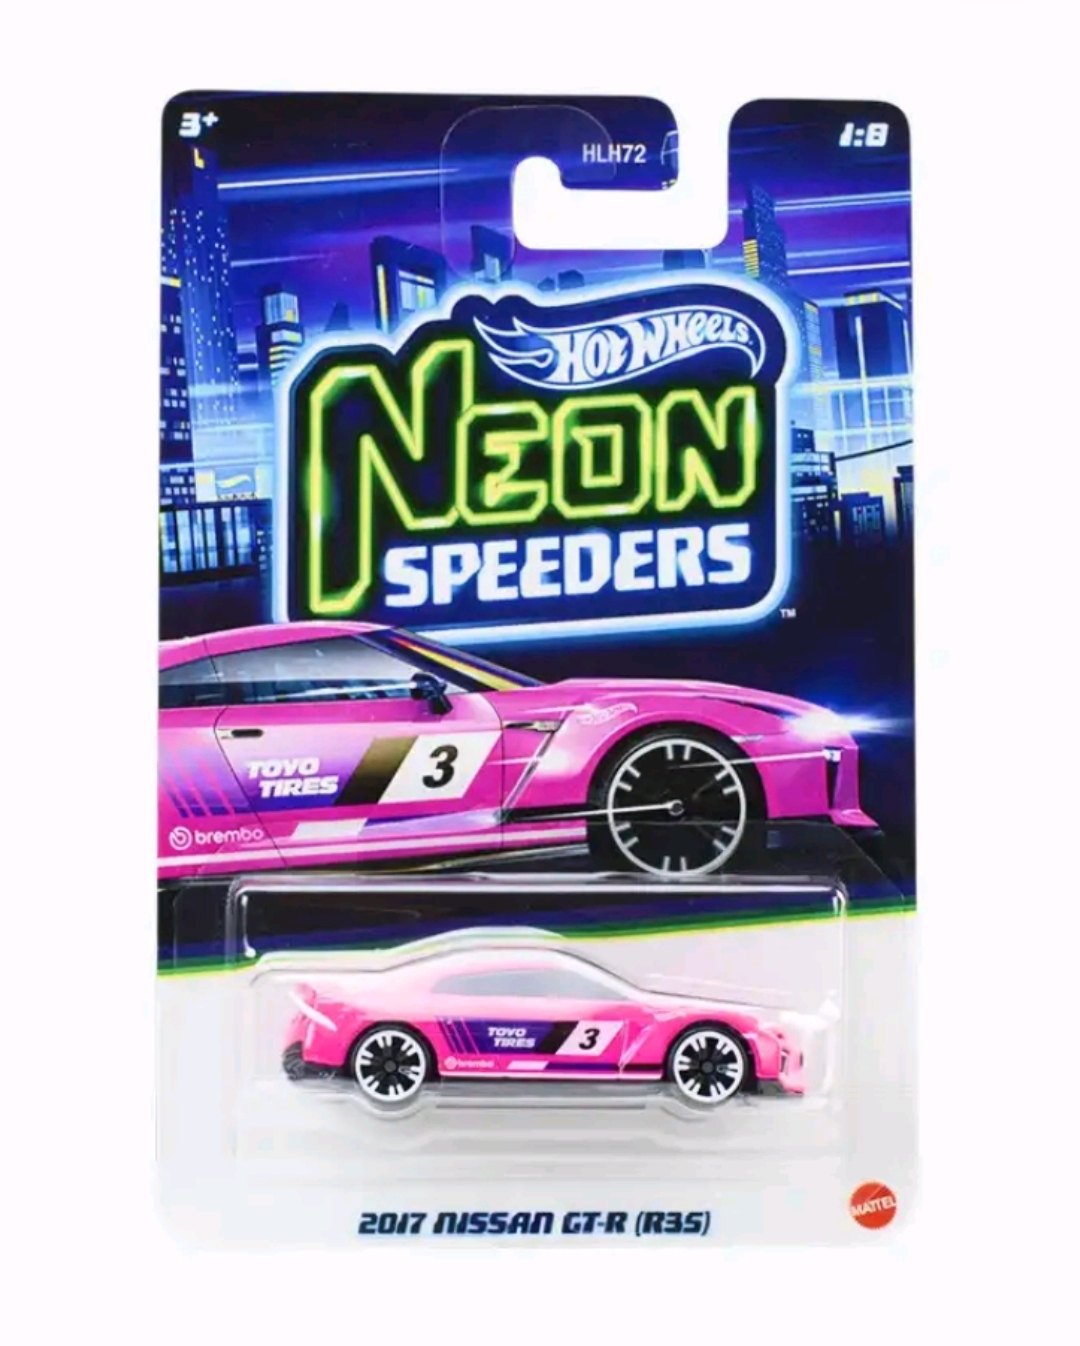 3+
HLH72
1:8
HOT WHEELS
NEON
SPEEDERS
TM
TOYO
TIRES
3
brembo
TOYO
TIRES
3
brembo
2017 NISSAN GT-R (R35)
MATTEL